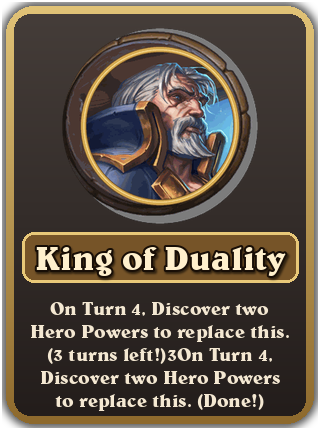 King of Duality
On Turn 4, Discover two
Hero Powers to replace this.
(3 turns left!)3On Turn 4,
Discover two Hero Powers
to replace this. (Done!)